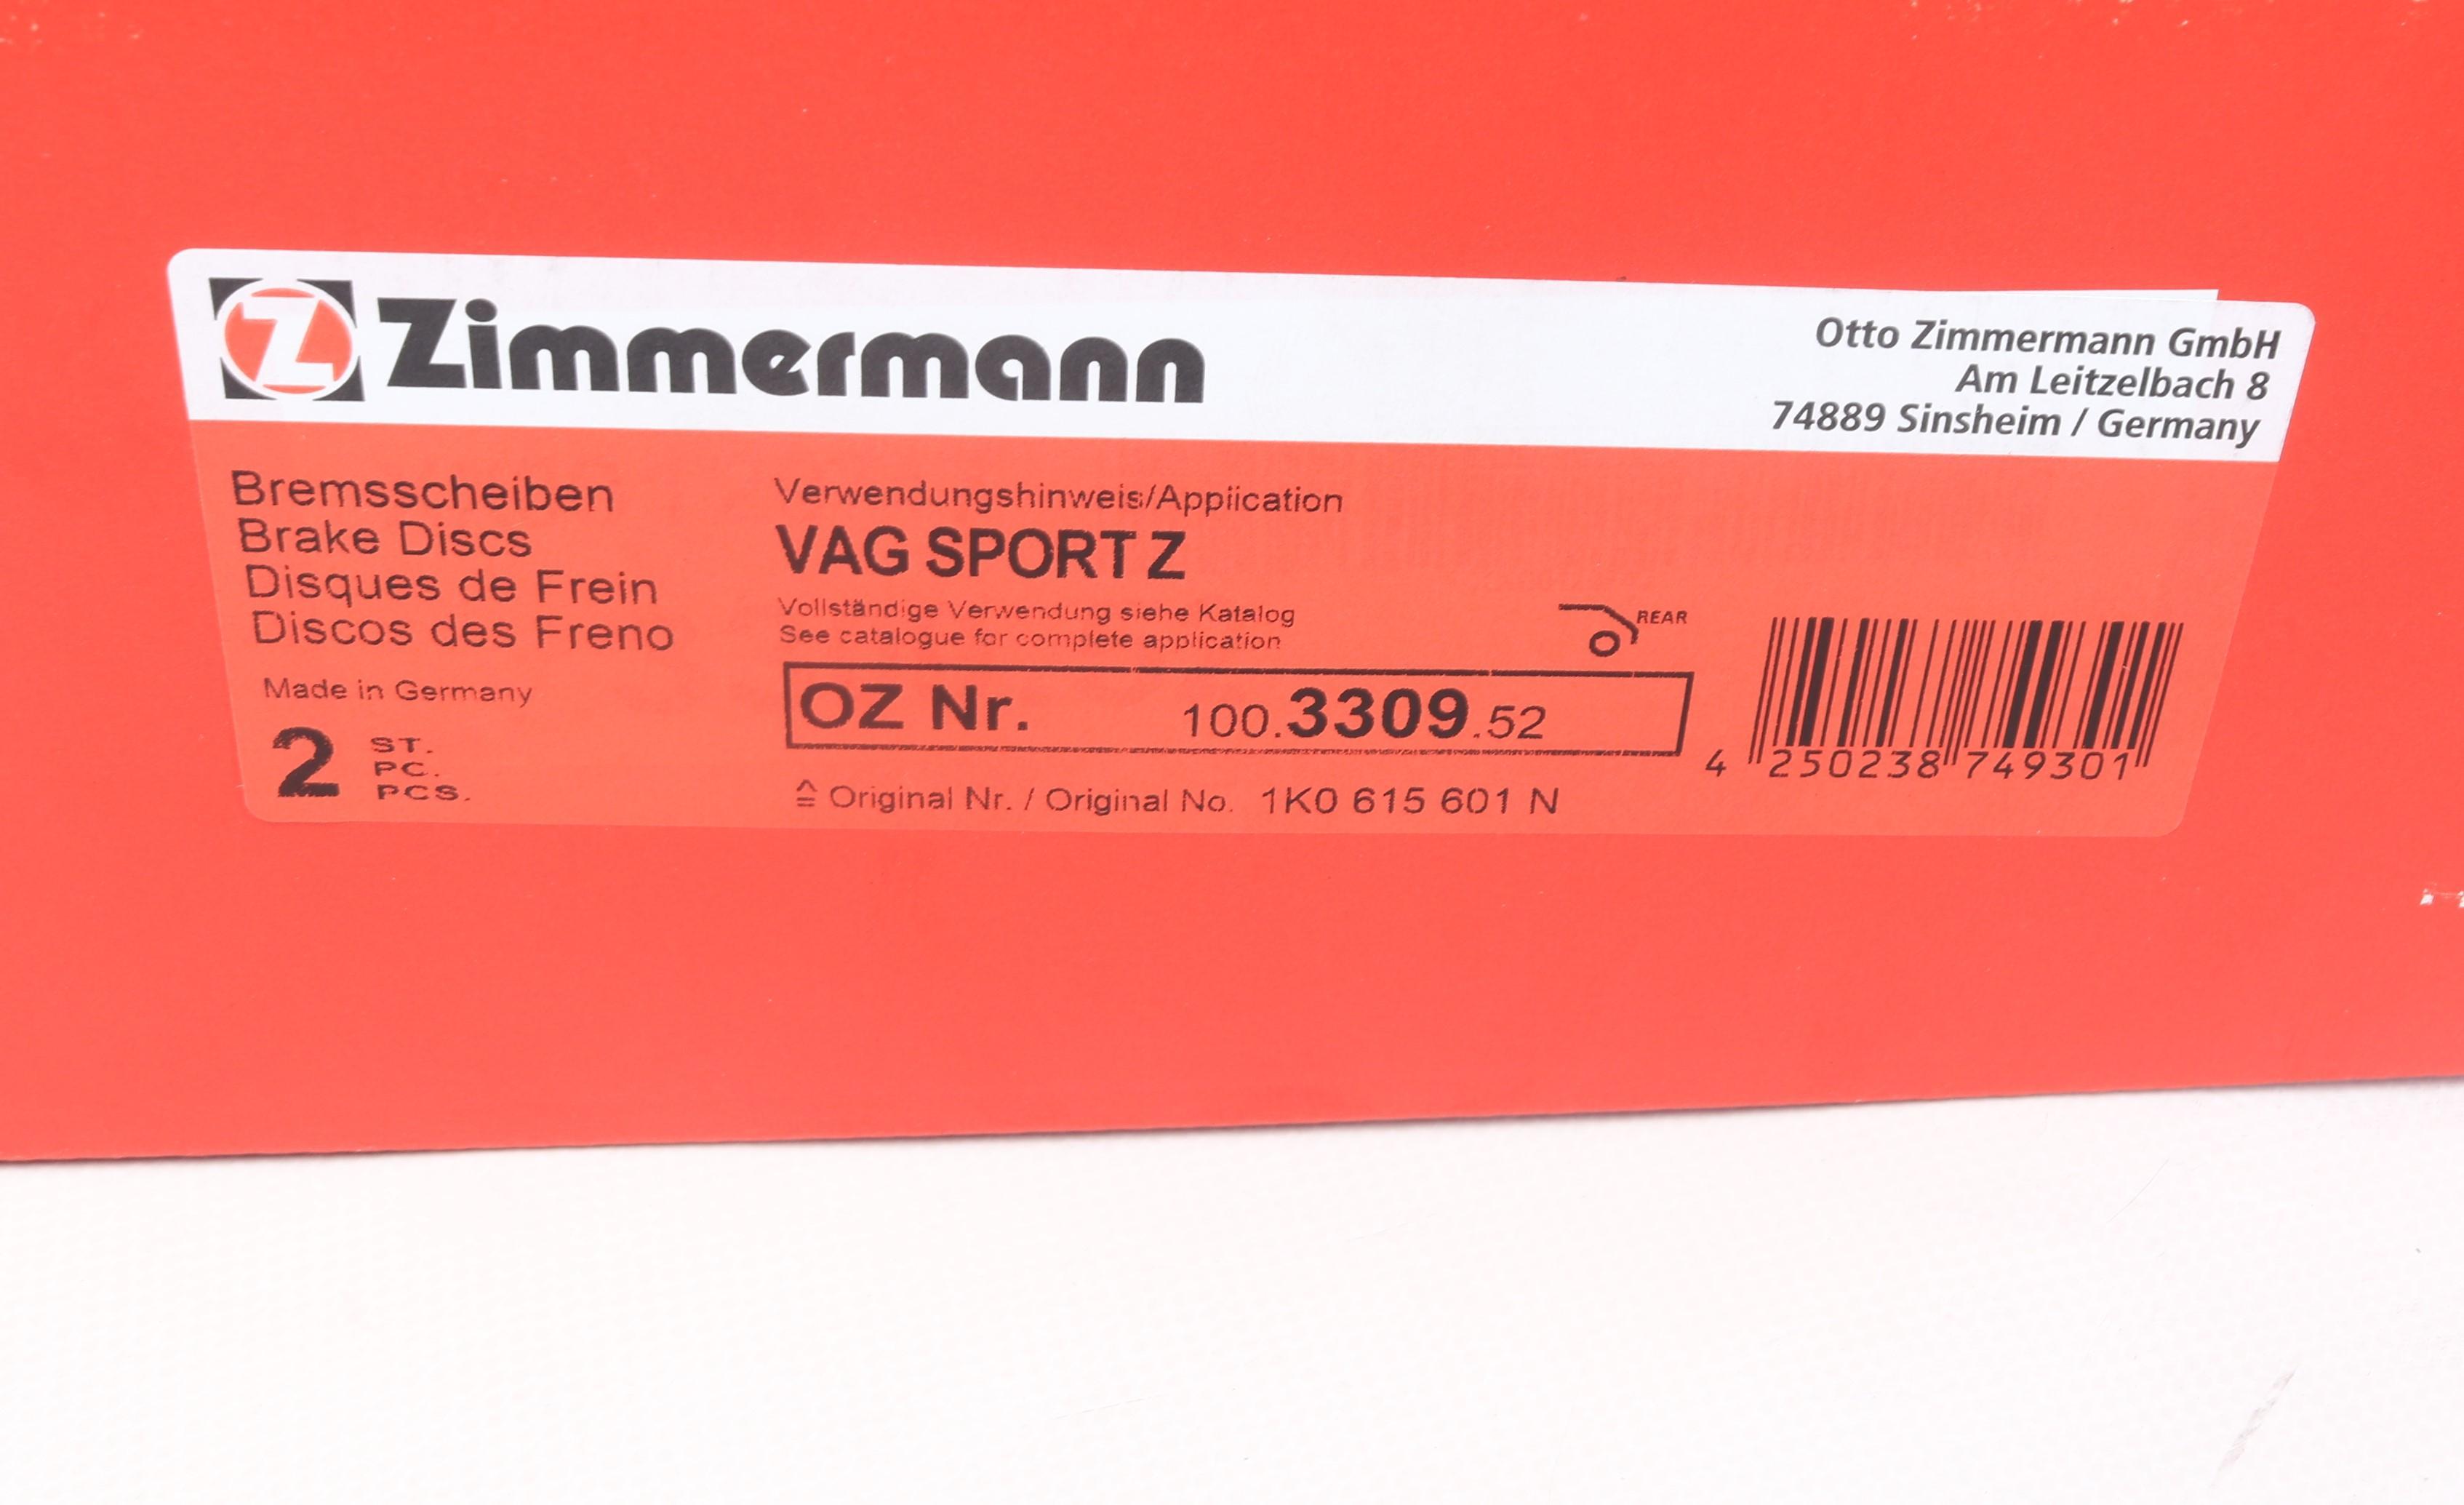 Z Zimmermann
Otto Zimmermann GmbH
Am Leitzelbach 8
74889 Sinsheim / Germany
Bremsscheiben
Brake Discs
Disques de Frein
Discos des Freno
Made in Germany
2 ST.
PC.
PCS.
Verwendungshinweis/Application
VAG SPORT Z
Vollständige Verwendung siehe Katalog
See catalogue for complete application
REAR
OZ Nr. 100.3309.52
≙ Original Nr. / Original No. 1K0 615 601 N
4 250238 749301